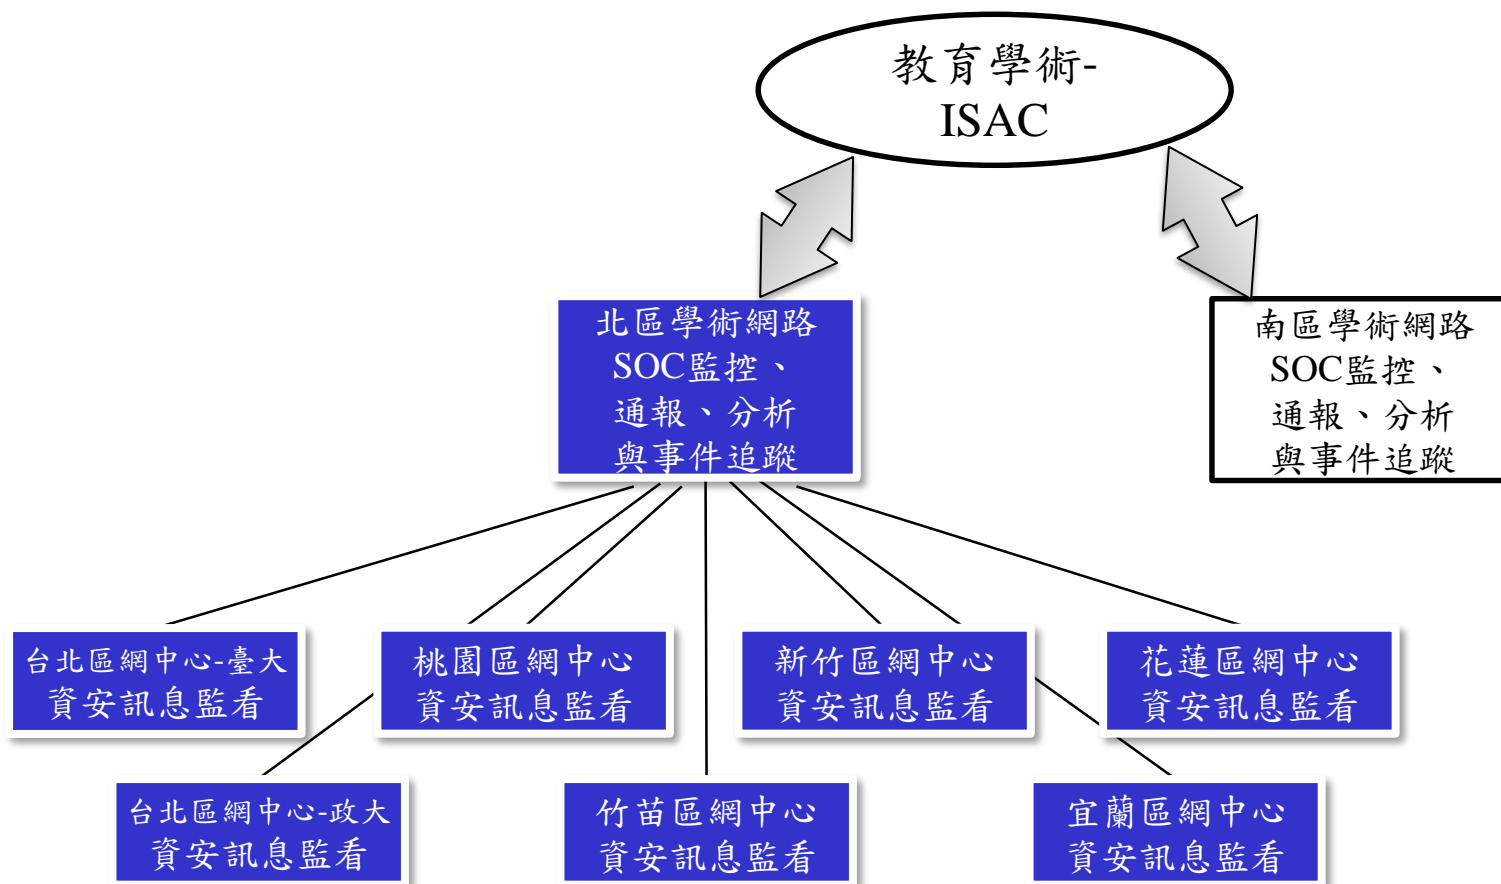 教育學術-
ISAC
北區學術網路
SOC監控、
通報、分析
與事件追蹤
南區學術網路
SOC監控、
通報、分析
與事件追蹤
台北區網中心-臺大
資安訊息監看
桃園區網中心
資安訊息監看
新竹區網中心
資安訊息監看
花蓮區網中心
資安訊息監看
台北區網中心-政大
資安訊息監看
竹苗區網中心
資安訊息監看
宜蘭區網中心
資安訊息監看